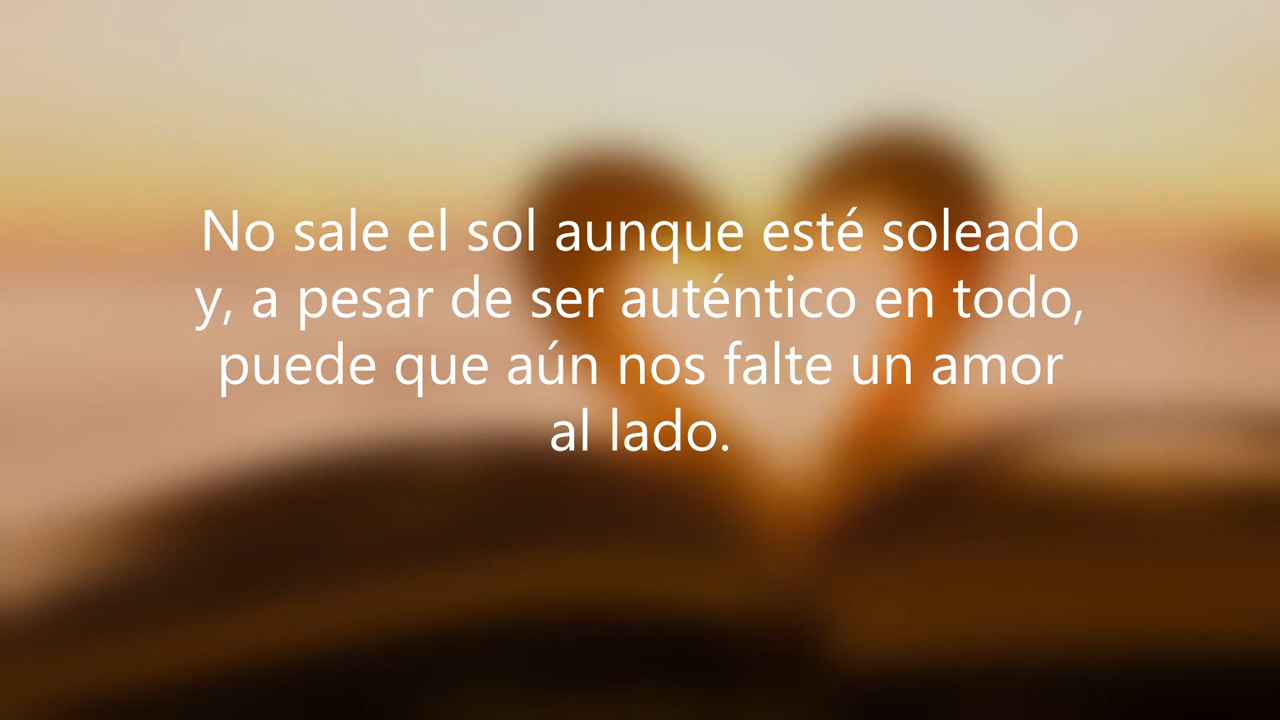 No sale el sol aunque esté soleado
y, a pesar de ser auténtico en todo,
puede que aún nos falte un amor
al lado.